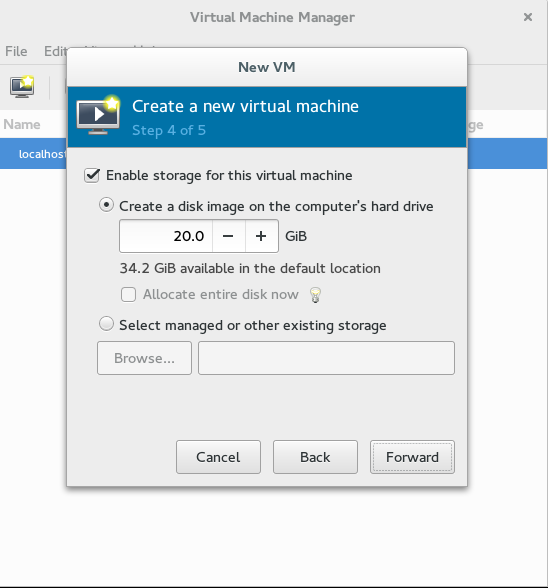 Virtual Machine Manager
File
New VM
Create a new virtual machine
Step 4 of 5
Name
localhost
Enable storage for this virtual machine
Create a disk image on the computer's hard drive
20.0 − + GiB
34.2 GiB available in the default location
Allocate entire disk now
Select managed or other existing storage
Browse...
Cancel Back Forward